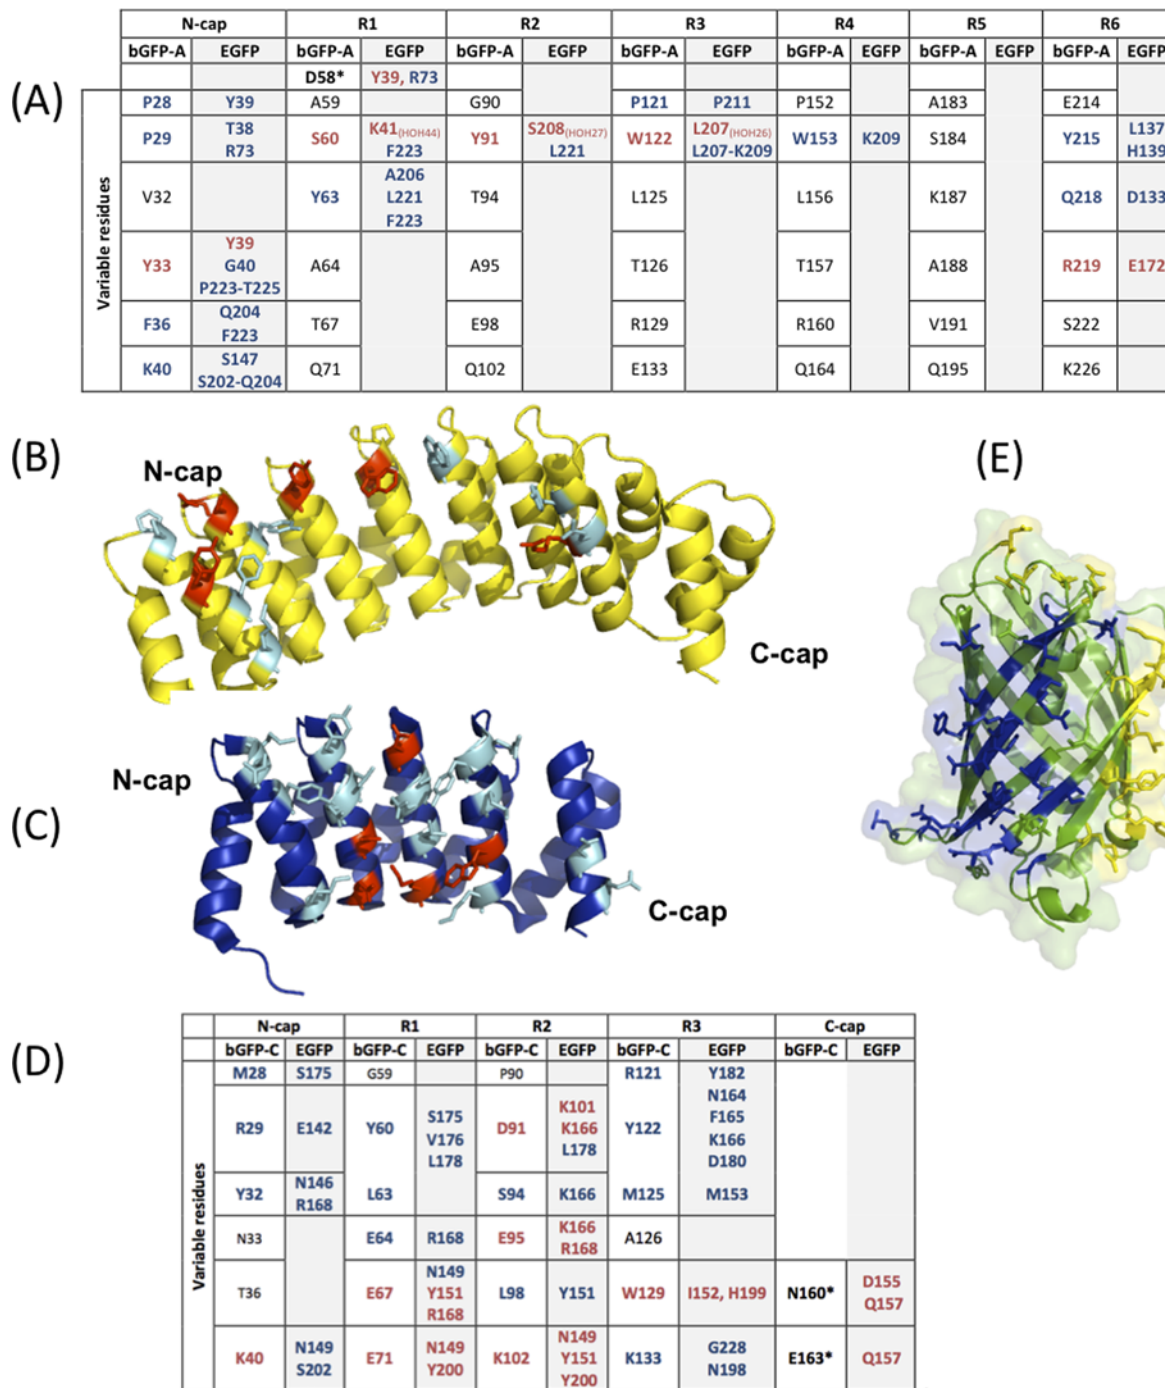 N-cap R1 R2 R3 R4 R5 R6
bGFP-A EGFP bGFP-A EGFP bGFP-A EGFP bGFP-A EGFP bGFP-A EGFP bGFP-A EGFP bGFP-A EGFP
D58* Y39, R73
(A)
Variable residues
P28 Y39 A59 G90 P121 P211 P152 A183 E214
P29 T38 R73 S60 K41(HOH44) F223 Y91 S208(HOH27) L221 W122 L207(HOH26) L207-K209 W153 K209 S184 Y215 L137 H139
V32 Y63 A206 L221 F223 T94 L125 L156 K187 Q218 D133
Y33 Y39 G40 P223-T225 A64 A95 T126 T157 A188 R219 E172
F36 Q204 F223 T67 E98 R129 R160 V191 S222
K40 S147 S202-Q204 Q71 Q102 E133 Q164 Q195 K226
(B)
N-cap
C-cap
(E)
(C)
N-cap
C-cap
(D)
N-cap R1 R2 R3 C-cap
bGFP-C EGFP bGFP-C EGFP bGFP-C EGFP bGFP-C EGFP bGFP-C EGFP
Variable residues
M28 S175 G59 P90 R121 Y182
R29 E142 Y60 S175 V176 L178 D91 K101 K166 L178 Y122 N164 F165 K166 D180
Y32 N146 R168 L63 S94 K166 M125 M153
N33 E64 R168 E95 K166 R168 A126
T36 E67 N149 Y151 R168 L98 Y151 W129 I152, H199 N160* D155 Q157
K40 N149 S202 E71 N149 Y200 K102 N149 Y151 Y200 K133 G228 N198 E163* Q157